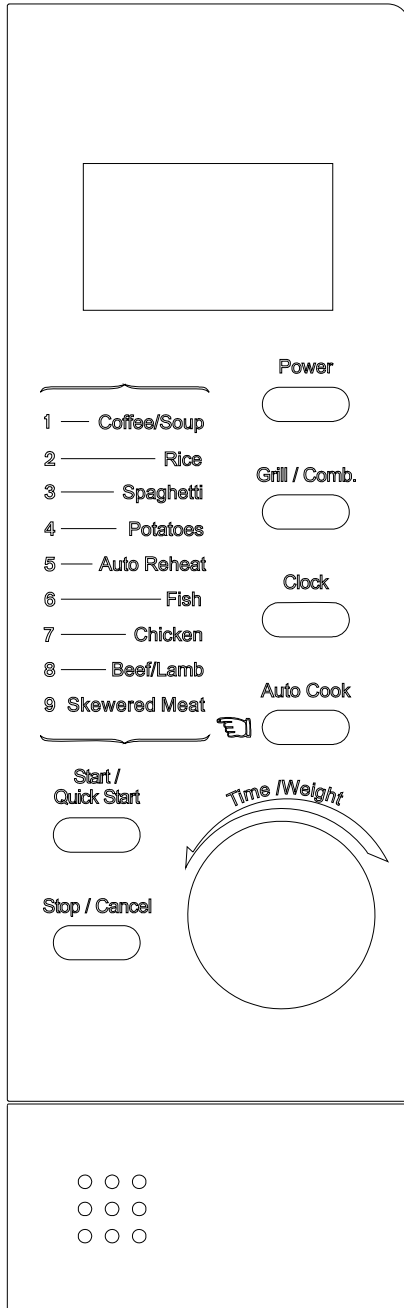 Power
1 Coffee/Soup
2 Rice
Grill / Comb.
3 Spaghetti
4 Potatoes
5 Auto Reheat
Clock
6 Fish
7 Chicken
8 Beef/Lamb
Auto Cook
9 Skewered Meat
Start /
Quick Start
Time /Weight
Stop / Cancel